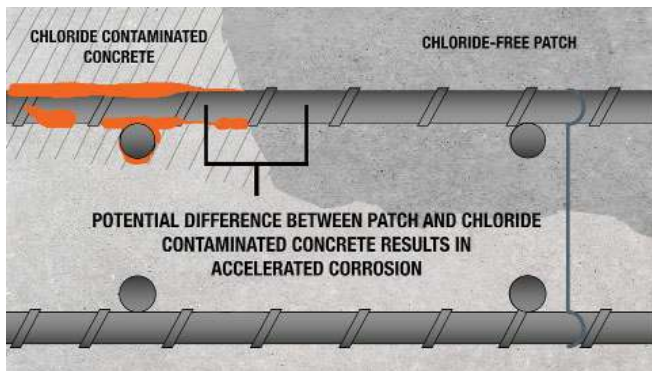 CHLORIDE CONTAMINATED
CONCRETE
CHLORIDE-FREE PATCH
POTENTIAL DIFFERENCE BETWEEN PATCH AND CHLORIDE
CONTAMINATED CONCRETE RESULTS IN
ACCELERATED CORROSION